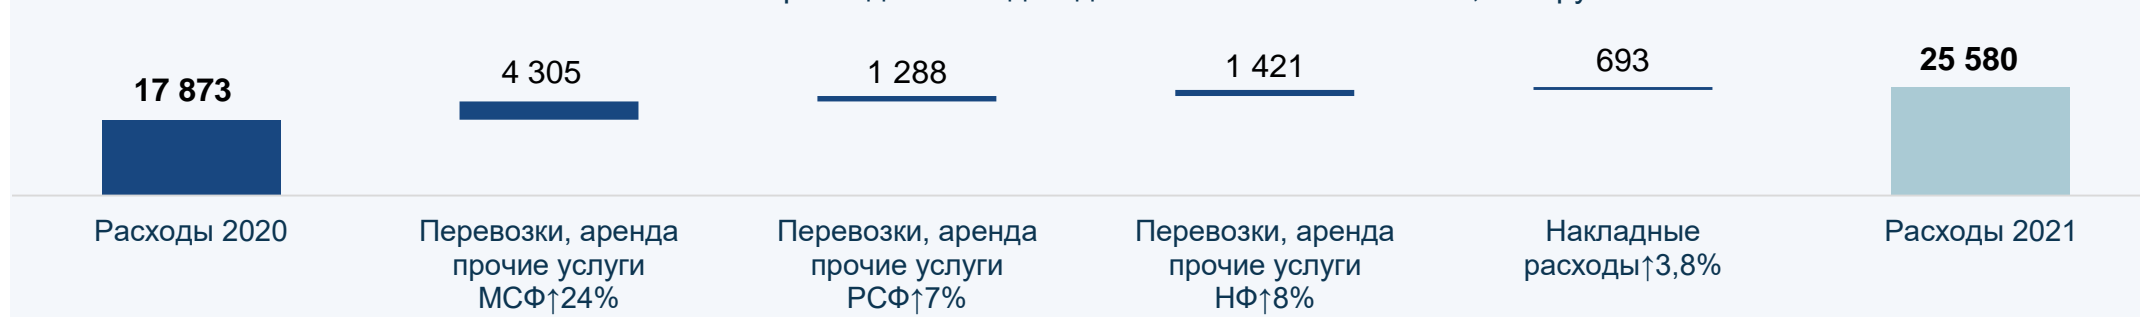 17 873
4 305
1 288
1 421
693
25 580
Расходы 2020
Перевозки, аренда
прочие услуги
МСФ↑24%
Перевозки, аренда
прочие услуги
РСФ↑7%
Перевозки, аренда
прочие услуги
НФ↑8%
Накладные
расходы↑3,8%
Расходы 2021